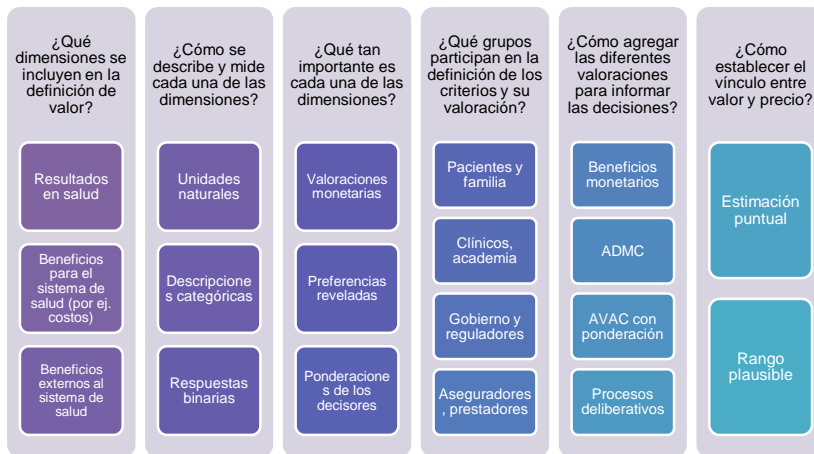 ¿Qué
dimensiones se
incluyen en la
definición de
valor?
Resultados
en salud
Beneficios
para el
sistema de
salud (por ej.
costos)
Beneficios
externos al
sistema de
salud
¿Cómo se
describe y mide
cada una de las
dimensiones?
Unidades
naturales
Descripcione
s categóricas
Respuestas
binarias
¿Qué tan
importante es
cada una de las
dimensiones?
Valoraciones
monetarias
Preferencias
reveladas
Ponderacione
s de los
decisores
¿Qué grupos
participan en la
definición de los
criterios y su
valoración?
Pacientes y
familia
Clínicos,
academia
Gobierno y
reguladores
Aseguradores
, prestadores
¿Cómo agregar
las diferentes
valoraciones
para informar
las decisiones?
Beneficios
monetarios
ADMC
AVAC con
ponderación
Procesos
deliberativos
¿Cómo
establecer el
vínculo entre
valor y precio?
Estimación
puntual
Rango
plausible